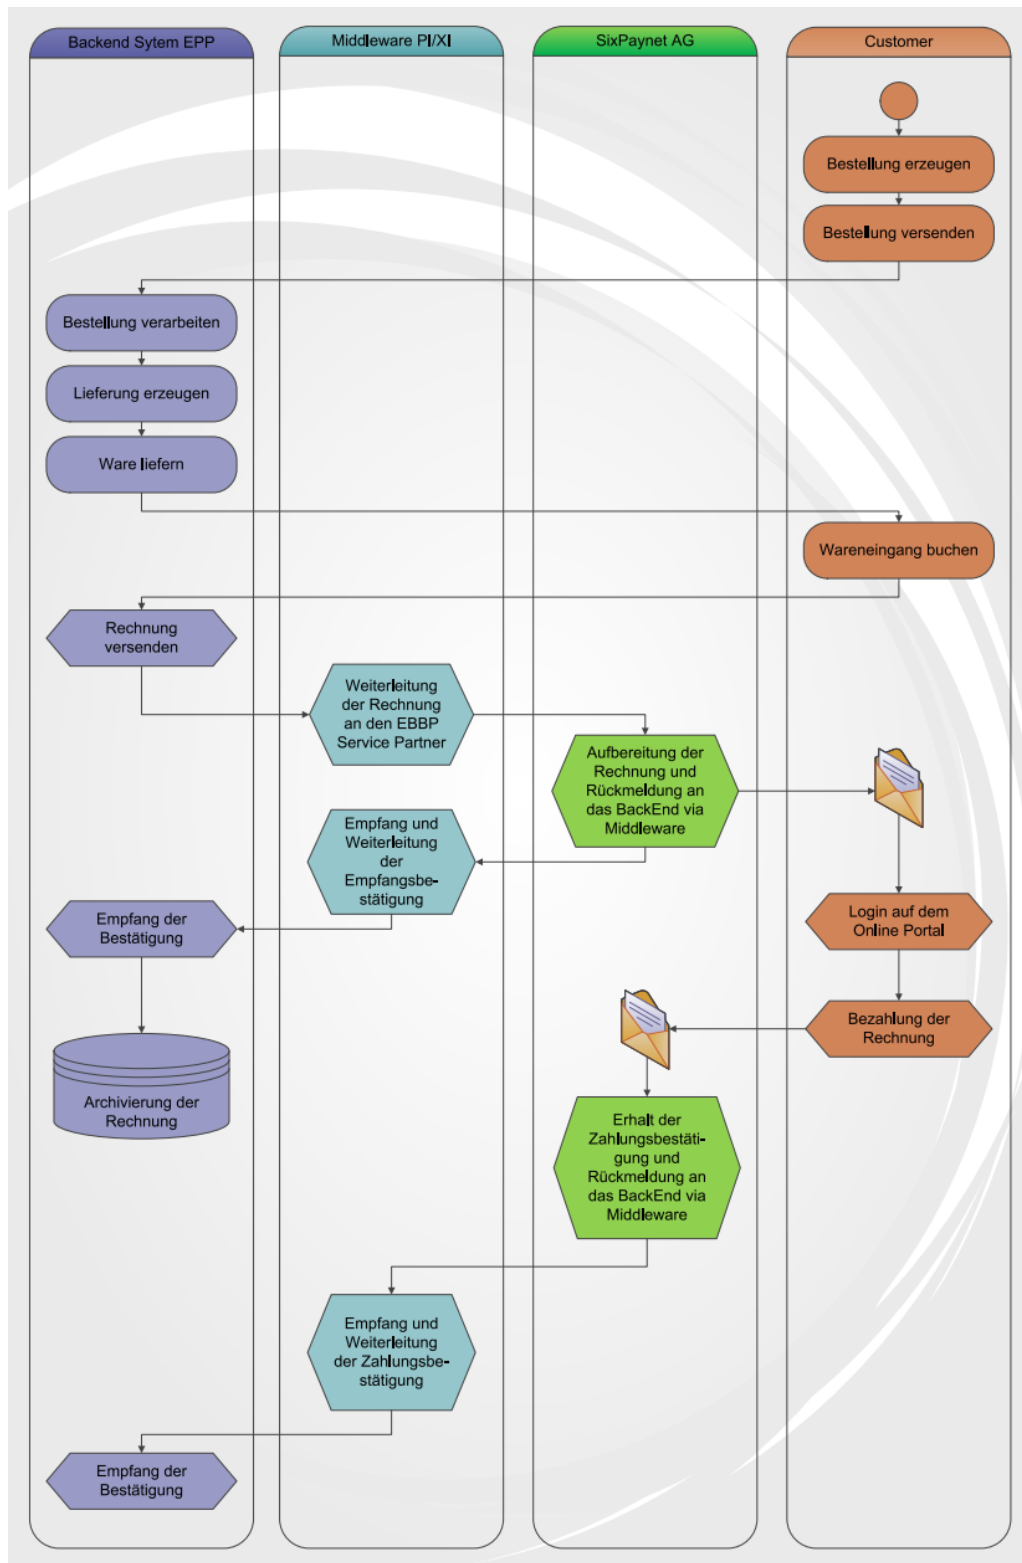 Backend Sytem EPP
Middleware PI/XI
SixPaynet AG
Customer
Bestellung erzeugen
Bestellung versenden
Bestellung verarbeiten
Lieferung erzeugen
Ware liefern
Wareneingang buchen
Rechnung
versenden
Weiterleitung
der Rechnung
an den EBBP
Service Partner
Aufbereitung der
Rechnung und
Rückmeldung an
das BackEnd via
Middleware
Empfang und
Weiterleitung
der
Empfangsbe-
stätigung
Empfang der
Bestätigung
Login auf dem
Online Portal
Bezahlung der
Rechnung
Archivierung der
Rechnung
Erhalt der
Zahlungsbestäti-
gung und
Rückmeldung an
das BackEnd via
Middleware
Empfang und
Weiterleitung
der Zahlungsbe-
stätigung
Empfang der
Bestätigung